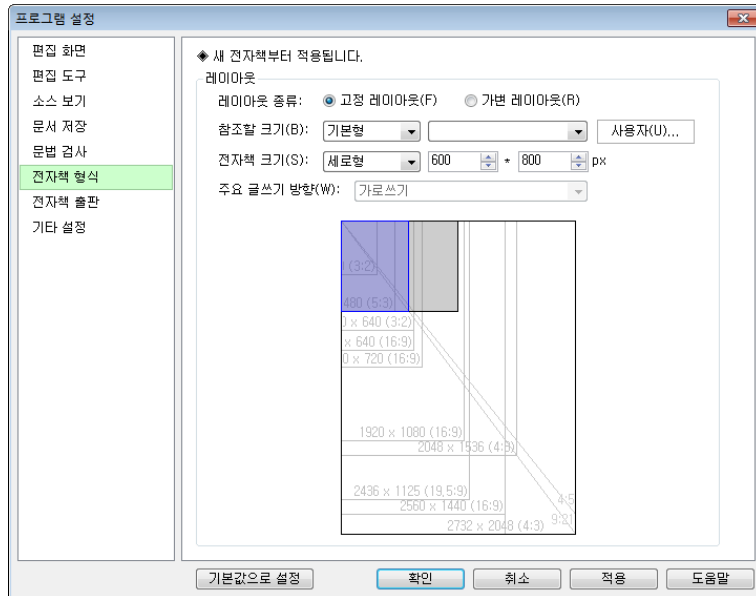 프로그램 설정
편집 화면
편집 도구
소스 보기
문서 저장
문법 검사
전자책 형식
전자책 출판
기타 설정
◈ 새 전자책부터 적용됩니다.
레이아웃
레이아웃 종류: 고정 레이아웃(F) 가변 레이아웃(R)
참조할 크기(B): 기본형 사용자(U)...
전자책 크기(S): 세로형 600 * 800 px
주요 글쓰기 방향(W): 가로쓰기
(3:2)
480 (5:3)
0 x 640 (3:2)
x 640 (16:9)
0 x 720 (16:9)
1920 x 1080 (16:9)
2048 x 1536 (4:3)
2436 x 1125 (19,5:9)
4:5
2560 x 1440 (16:9)
9:21
2732 x 2048 (4:3)
기본값으로 설정 확인 취소 적용 도움말